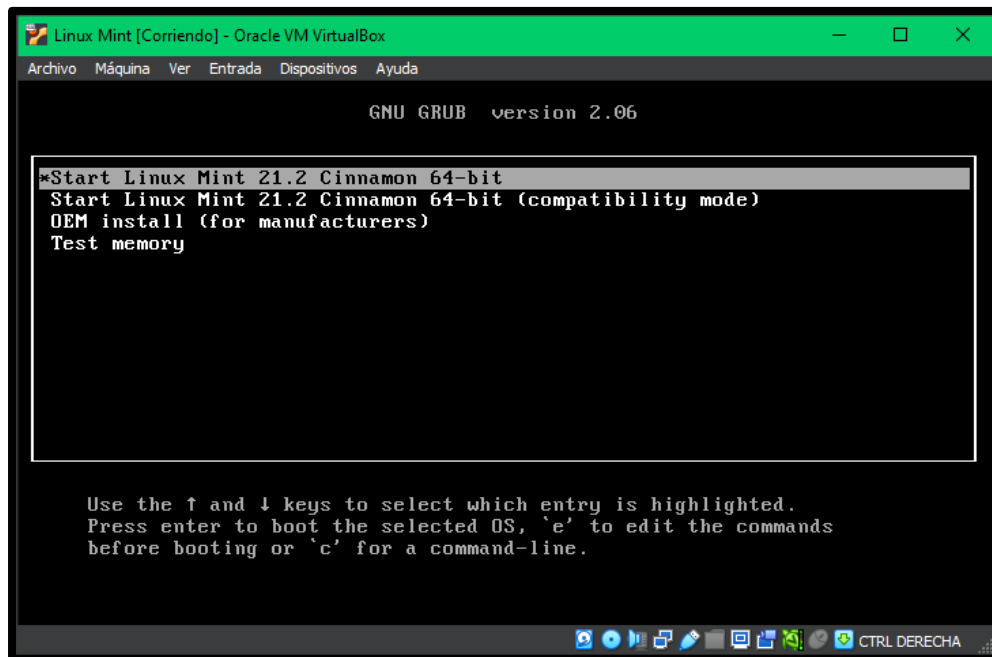 Linux Mint [Corriendo] - Oracle VM VirtualBox
Archivo Máquina Ver Entrada Dispositivos Ayuda
GNU GRUB version 2.06
*Start Linux Mint 21.2 Cinnamon 64-bit
Start Linux Mint 21.2 Cinnamon 64-bit (compatibility mode)
OEM install (for manufacturers)
Test memory
Use the ↑ and ↓ keys to select which entry is highlighted.
Press enter to boot the selected OS, `e' to edit the commands
before booting or `c' for a command-line.
CTRL DERECHA